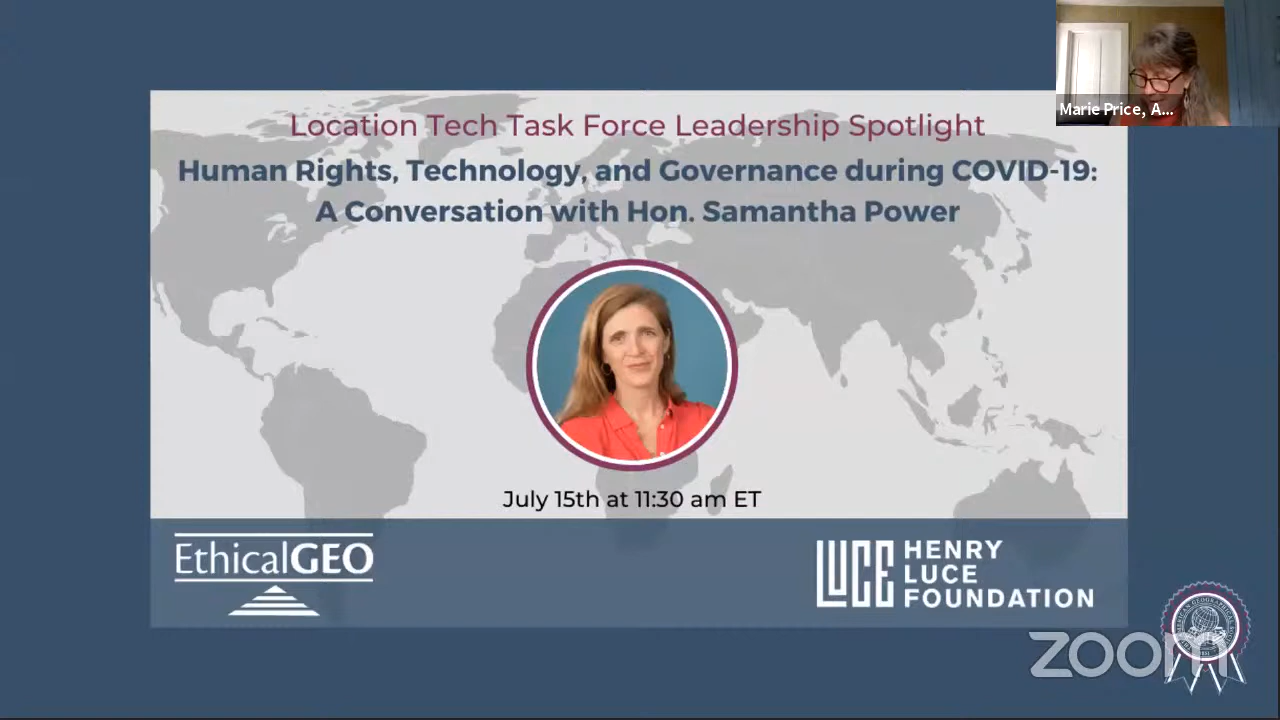 Marie Price, A...
Location Tech Task Force Leadership Spotlight
Human Rights, Technology, and Governance during COVID-19:
A Conversation with Hon. Samantha Power
July 15th at 11:30 am ET
EthicalGEO
LUCE
HENRY
LUCE
FOUNDATION
zoom